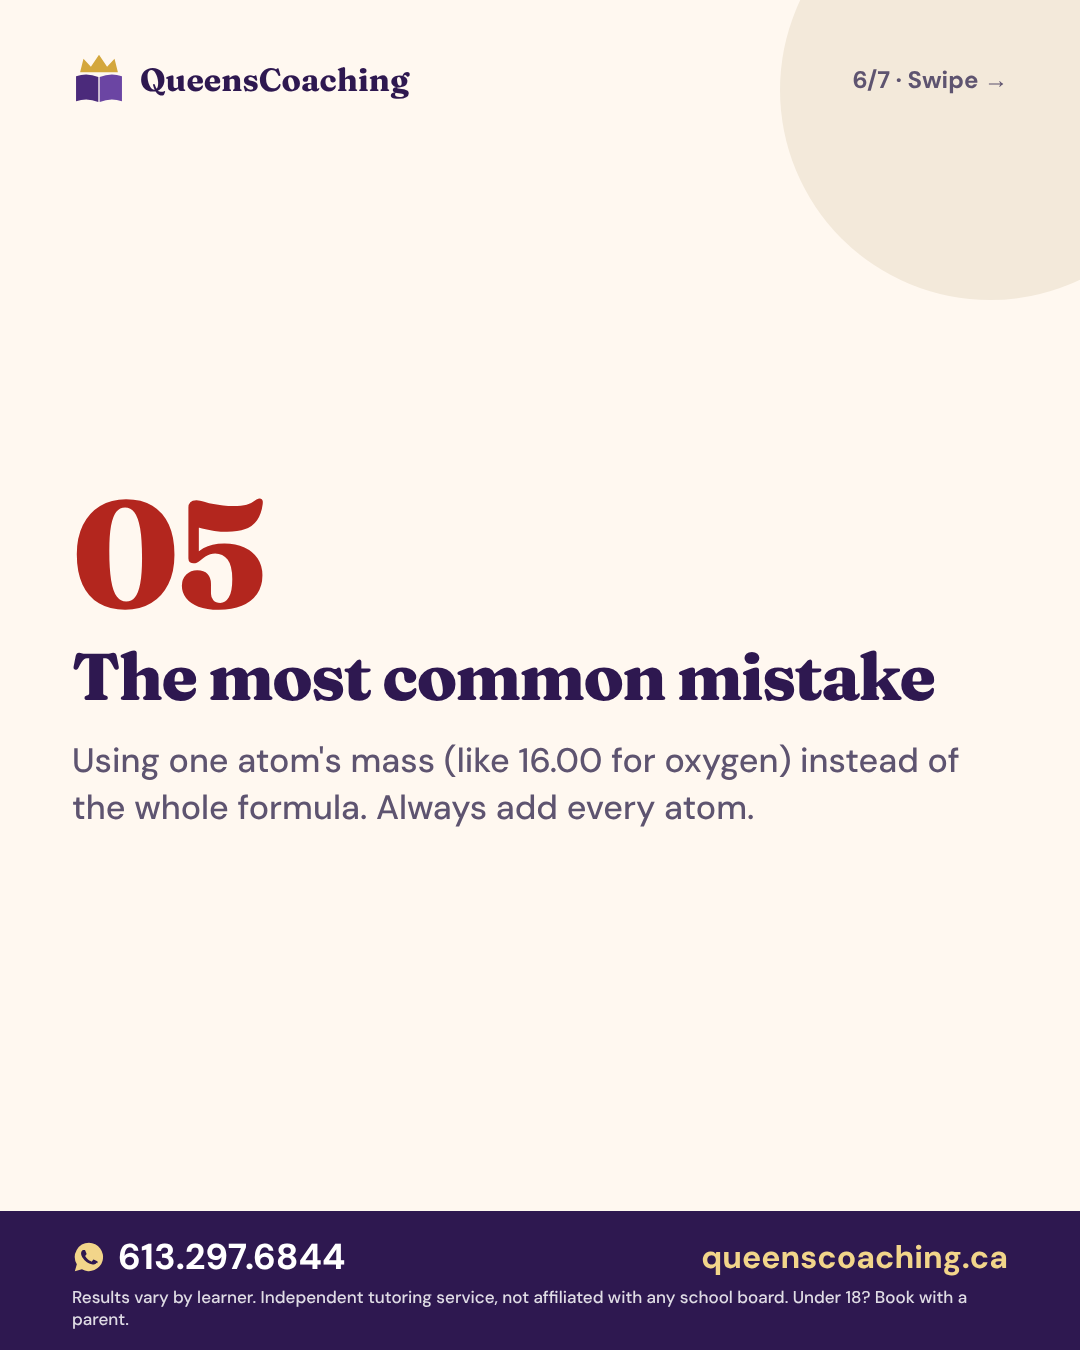 QueensCoaching
6/7 · Swipe →
05
The most common mistake
Using one atom's mass (like 16.00 for oxygen) instead of
the whole formula. Always add every atom.
613.297.6844
queenscoaching.ca
Results vary by learner. Independent tutoring service, not affiliated with any school board. Under 18? Book with a
parent.